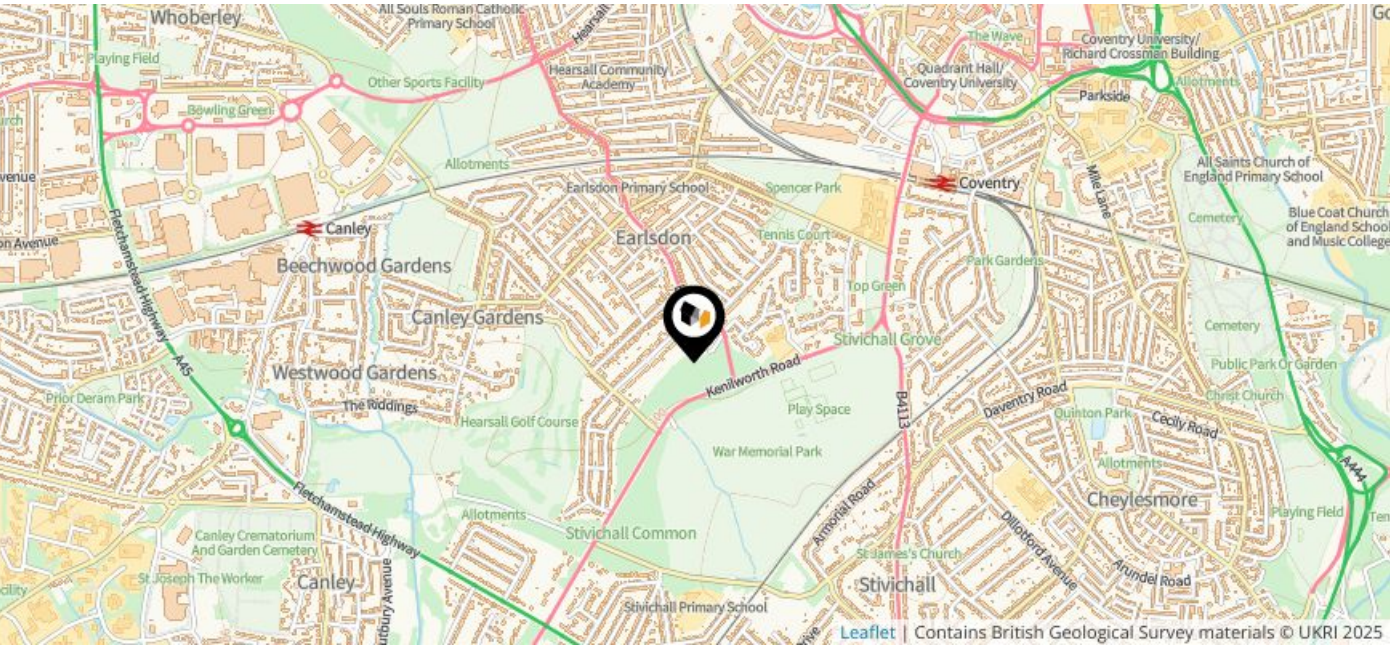 Whoberley
All Souls Roman Catholic
Primary School
Hearsall
Playing Field
Other Sports Facility
Hearsall Community
Academy
The Wave
Coventry University/
Richard Crossman Building
Quadrant Hall/
Coventry University
Allotments
Parkside
Bowling Green
Allotments
Earlsdon Primary School
Spencer Park
Coventry
Mile Lane
All Saints Church of
England Primary School
Cemetery
Blue Coat Church
of England School
and Music College
Canley
Earlsdon
Tennis Court
Park Gardens
Beechwood Gardens
Fletchamstead Highway
A45
Top Green
Canley Gardens
Stivichall Grove
Cemetery
Public Park Or Garden
Westwood Gardens
Kenilworth Road
Prior Deram Park
The Riddings
Hearsall Golf Course
Play Space
B4113
Daventry Road
Quinton Park
Christ Church
Cecily Road
War Memorial Park
Allotments
A444
Fletchamstead Highway
Allotments
Armorial Road
Cheylesmore
Playing Field
Canley Crematorium
And Garden Cemetery
Stivichall Common
Dillotford Avenue
St James's Church
Arundel Road
St Joseph The Worker
Canley
Stivichall
Stivichall Primary School
Leaflet | Contains British Geological Survey materials © UKRI 2025